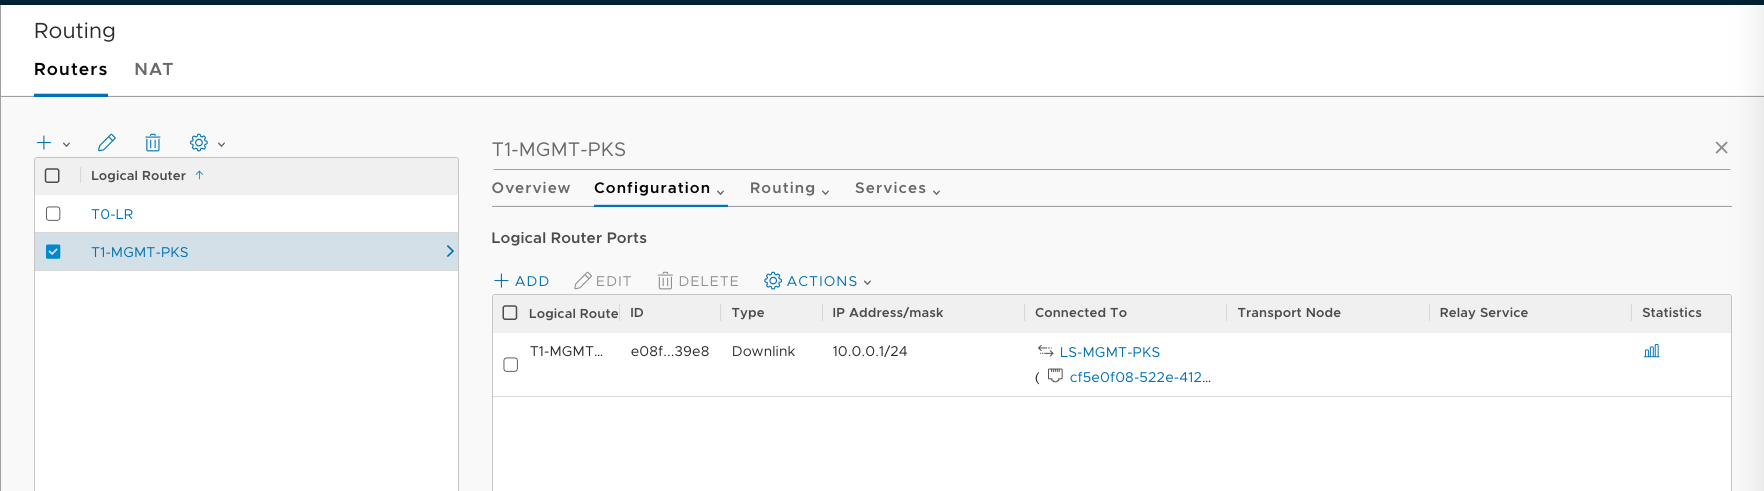 Routing
Routers NAT
T1-MGMT-PKS
Logical Router
T0-LR
T1-MGMT-PKS
Overview Configuration Routing Services
Logical Router Ports
ADD EDIT DELETE ACTIONS
Logical Route ID Type IP Address/mask Connected To Transport Node Relay Service Statistics
T1-MGMT... e08f...39e8 Downlink 10.0.0.1/24 LS-MGMT-PKS
( cf5e0f08-522e-412...